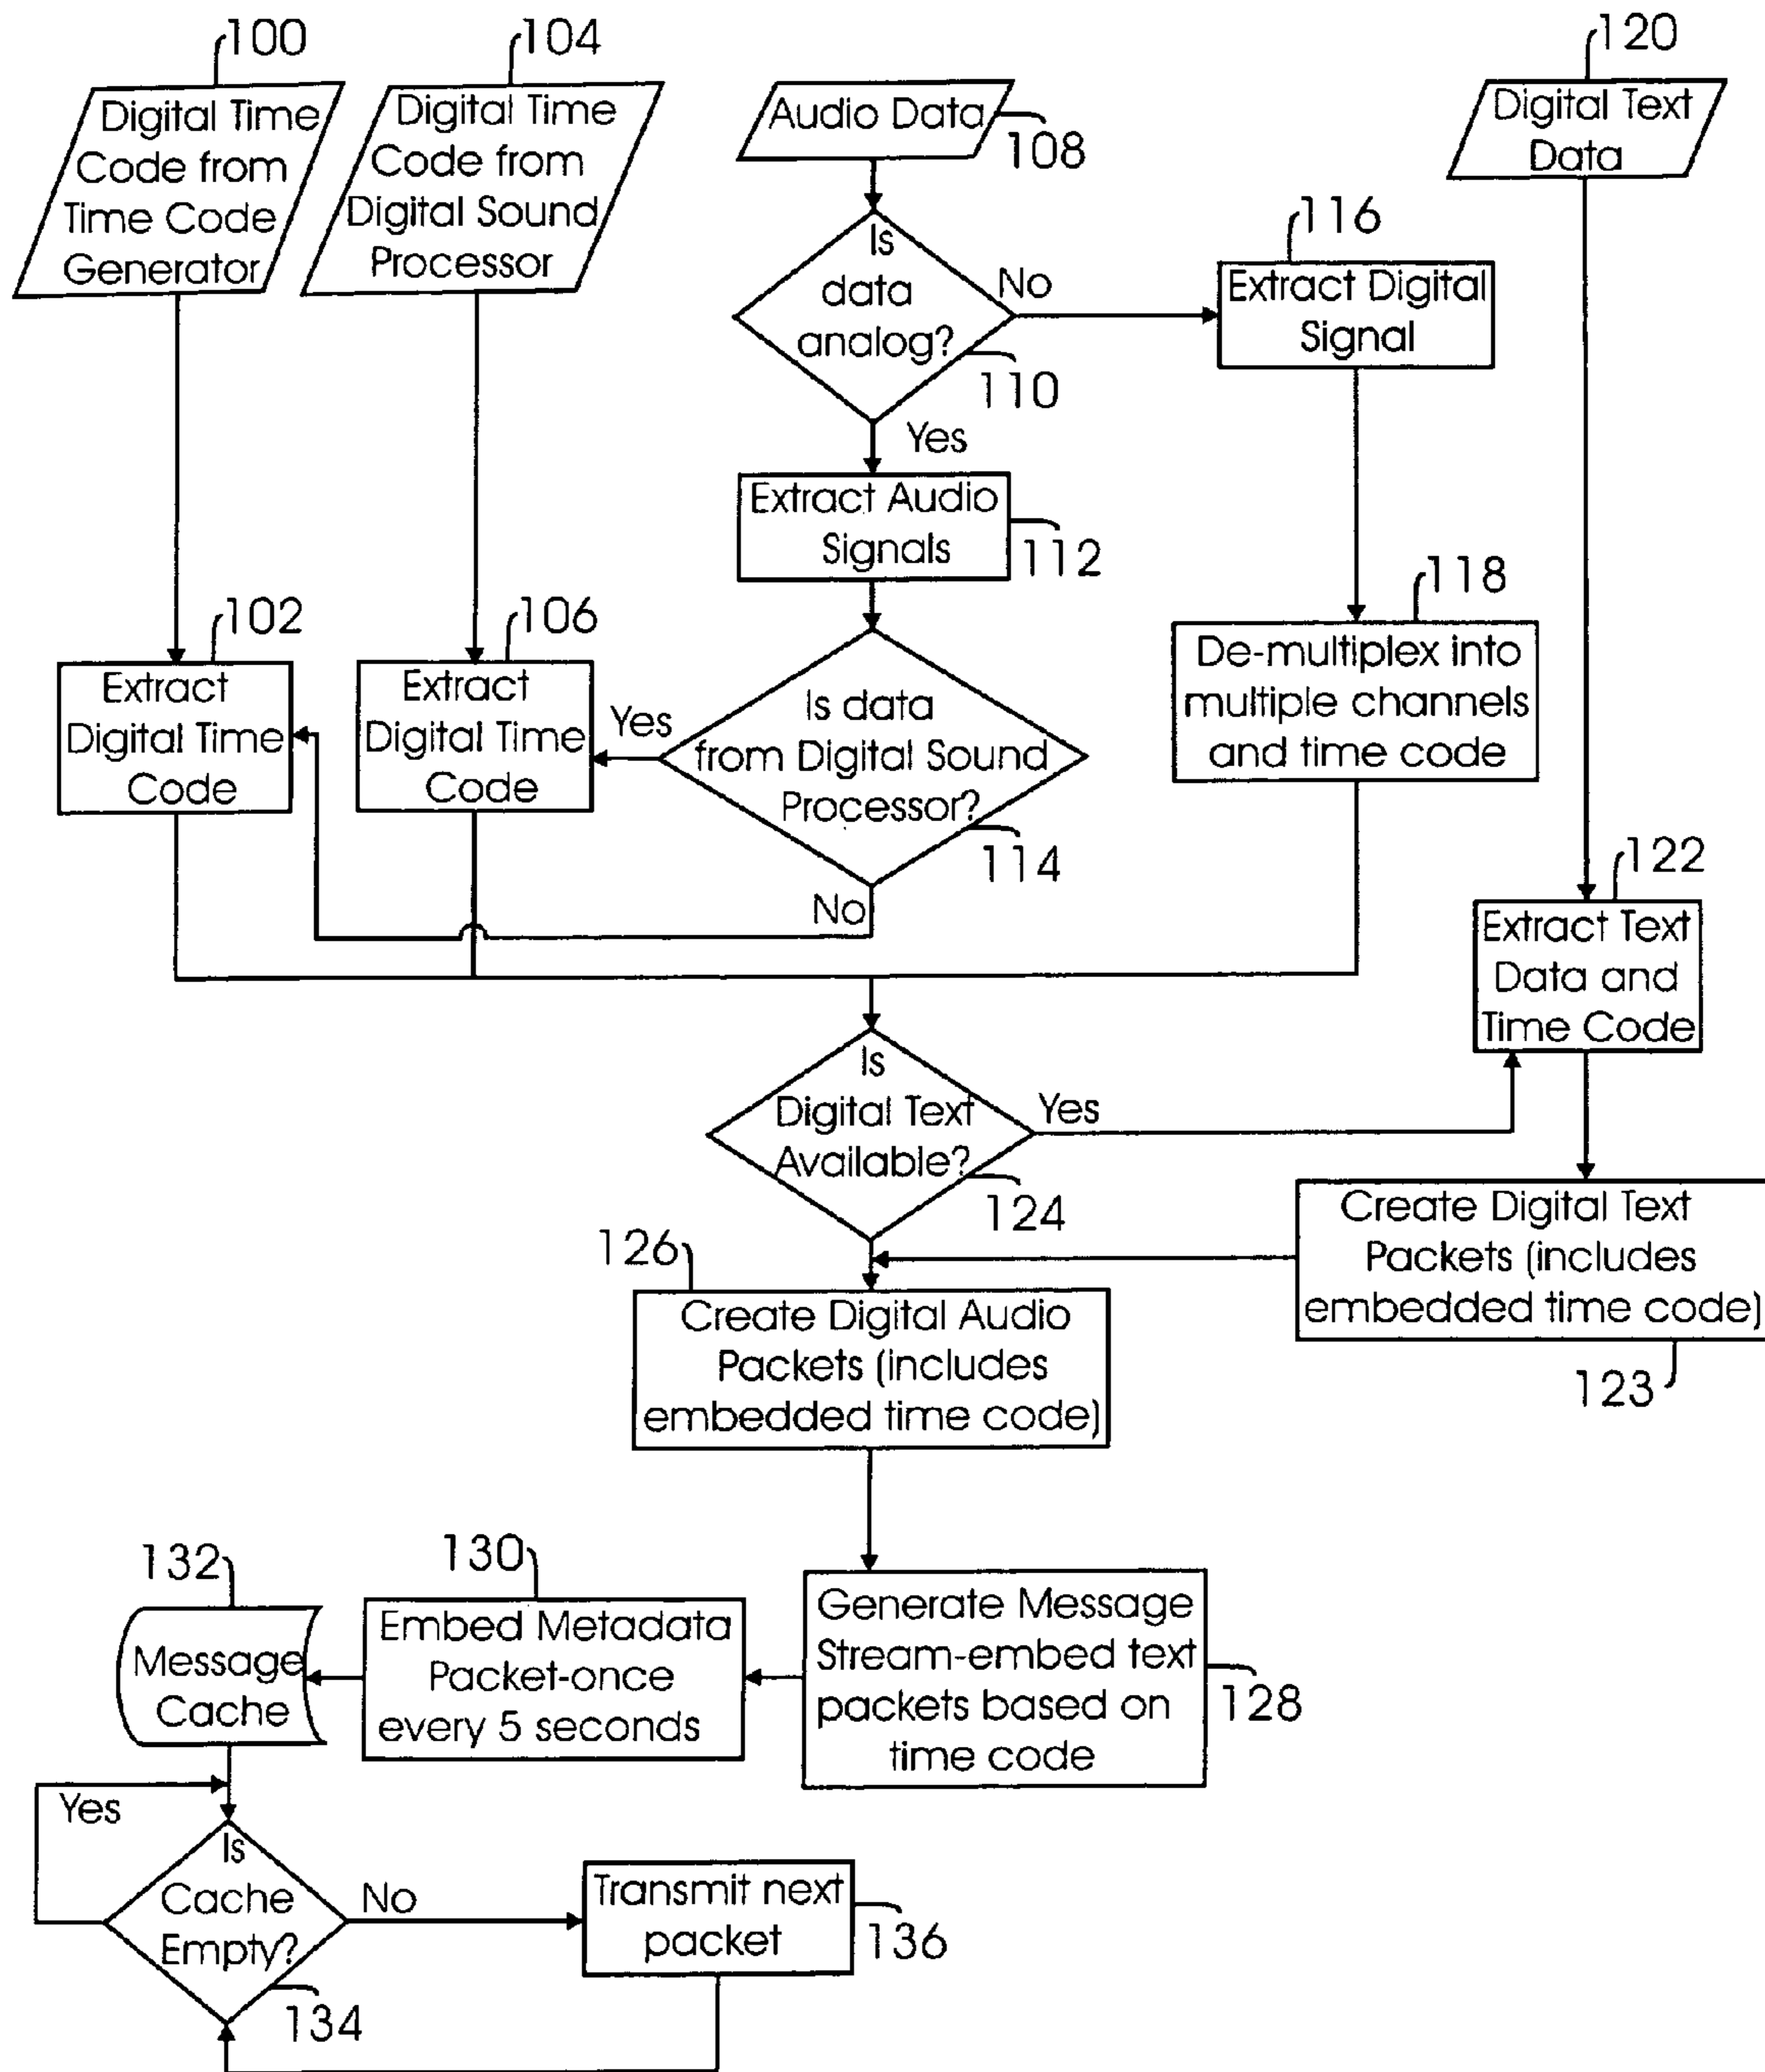 100
104
120
Digital Time
Code from
Time Code
Generator
Digital Time
Code from
Digital Sound
Processor
Audio Data
108
Digital Text
Data
Is
data
analog?
110
No
Yes
116
Extract Digital
Signal
Extract Audio
Signals
112
102
Extract
Digital Time
Code
106
Extract
Digital Time
Code
Yes
Is data
from Digital Sound
Processor?
114
No
118
De-multiplex into
multiple channels
and time code
122
Extract Text
Data and
Time Code
Is
Digital Text
Available?
124
Yes
Create Digital Text
Packets (includes
embedded time code)
123
126
Create Digital Audio
Packets (includes
embedded time code)
132
Message
Cache
130
Embed Metadata
Packet-once
every 5 seconds
Generate Message
Stream-embed text
packets based on
time code
128
Yes
Is
Cache
Empty?
134
No
Transmit next
packet
136